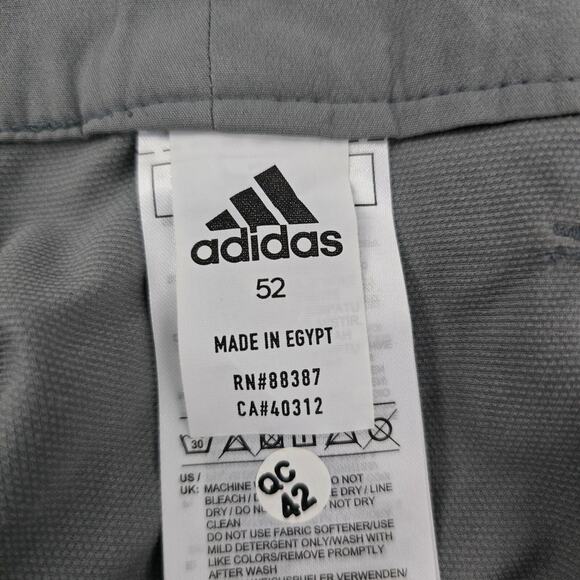 adidas
52
MADE IN EGYPT
RN#88387
CA#40312
30
QC
42
US /
UK: MACHINE DO NOT
BLEACH / DRY / LINE
DRY / DO
CLEAN
DO NOT USE FABRIC SOFTENER/USE
MILD DETERGENT ONLY/WASH WITH
LIKE COLORS/REMOVE PROMPTLY
AFTER WASH